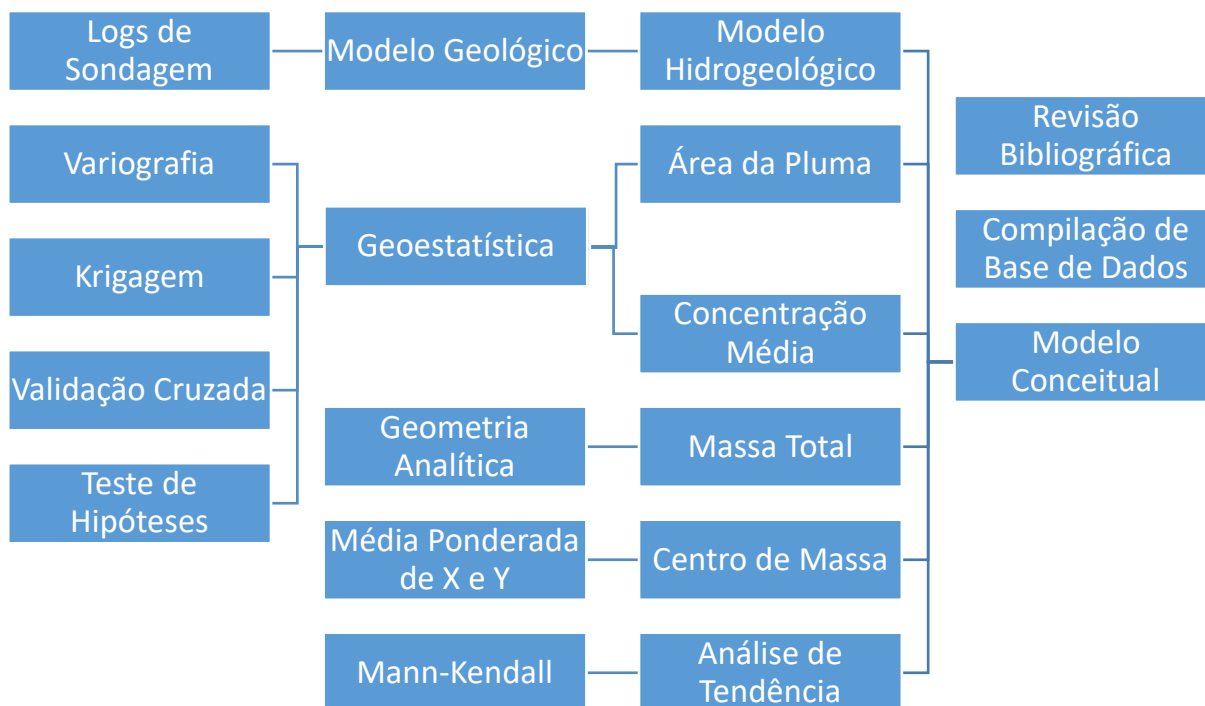 Logs de
Sondagem
Modelo Geológico
Modelo
Hidrogeológico
Revisão
Bibliográfica
Variografia
Área da Pluma
Geoestatística
Compilação de
Base de Dados
Krigagem
Concentração
Média
Modelo
Conceitual
Validação Cruzada
Geometria
Analítica
Massa Total
Teste de
Hipóteses
Média Ponderada
de X e Y
Centro de Massa
Mann-Kendall
Análise de
Tendência